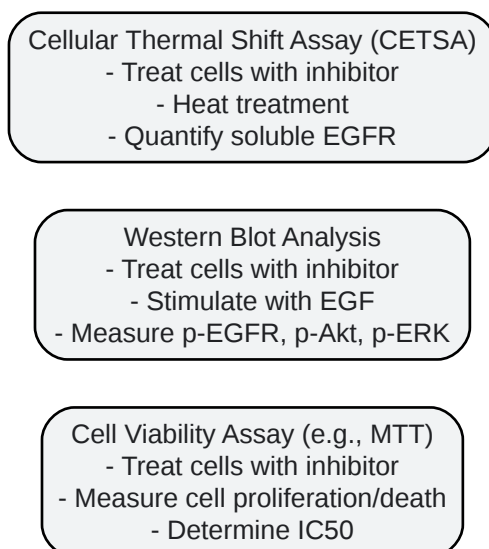 Cellular Thermal Shift Assay (CETSA)
- Treat cells with inhibitor
- Heat treatment
- Quantify soluble EGFR
Western Blot Analysis
- Treat cells with inhibitor
- Stimulate with EGF
- Measure p-EGFR, p-Akt, p-ERK
Cell Viability Assay (e.g., MTT)
- Treat cells with inhibitor
- Measure cell proliferation/death
- Determine IC50